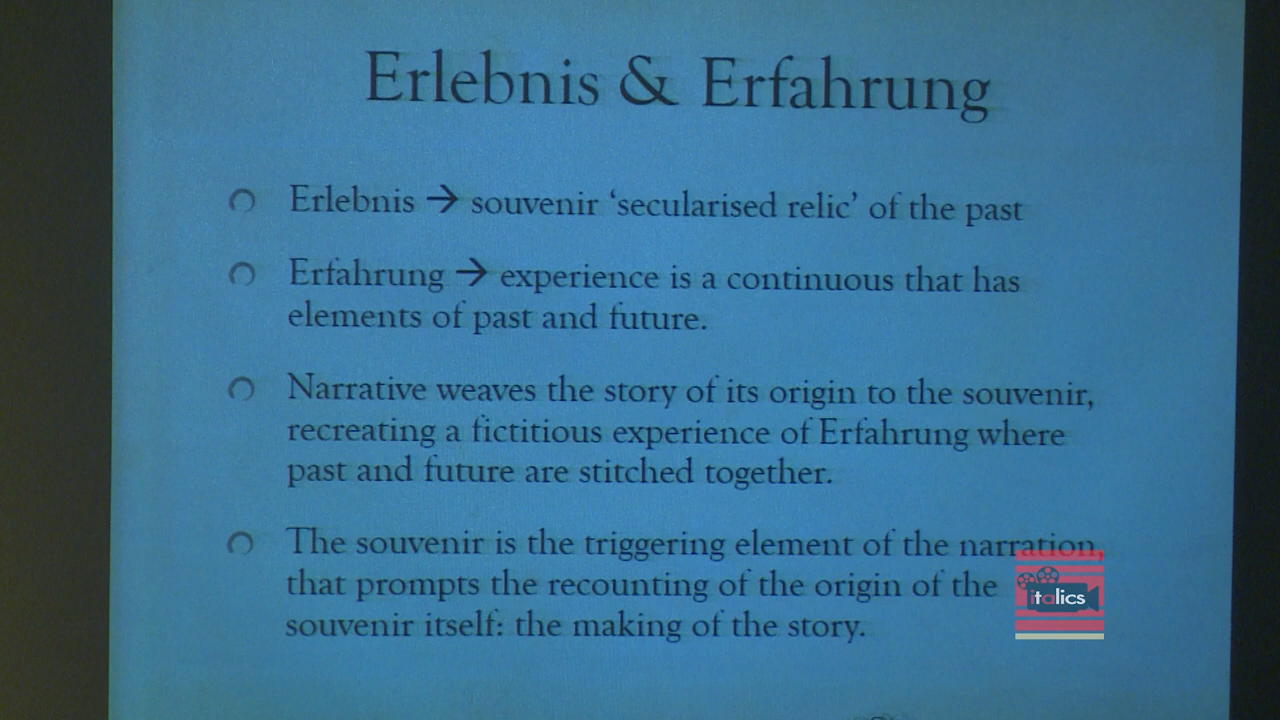 Erlebnis & Erfahrung
Erlebnis → souvenir ‘secularised relic’ of the past
Erfahrung → experience is a continuous that has
elements of past and future.
Narrative weaves the story of its origin to the souvenir,
recreating a fictitious experience of Erfahrung where
past and future are stitched together.
The souvenir is the triggering element of the narration,
that prompts the recounting of the origin of the
souvenir itself: the making of the story.
italics